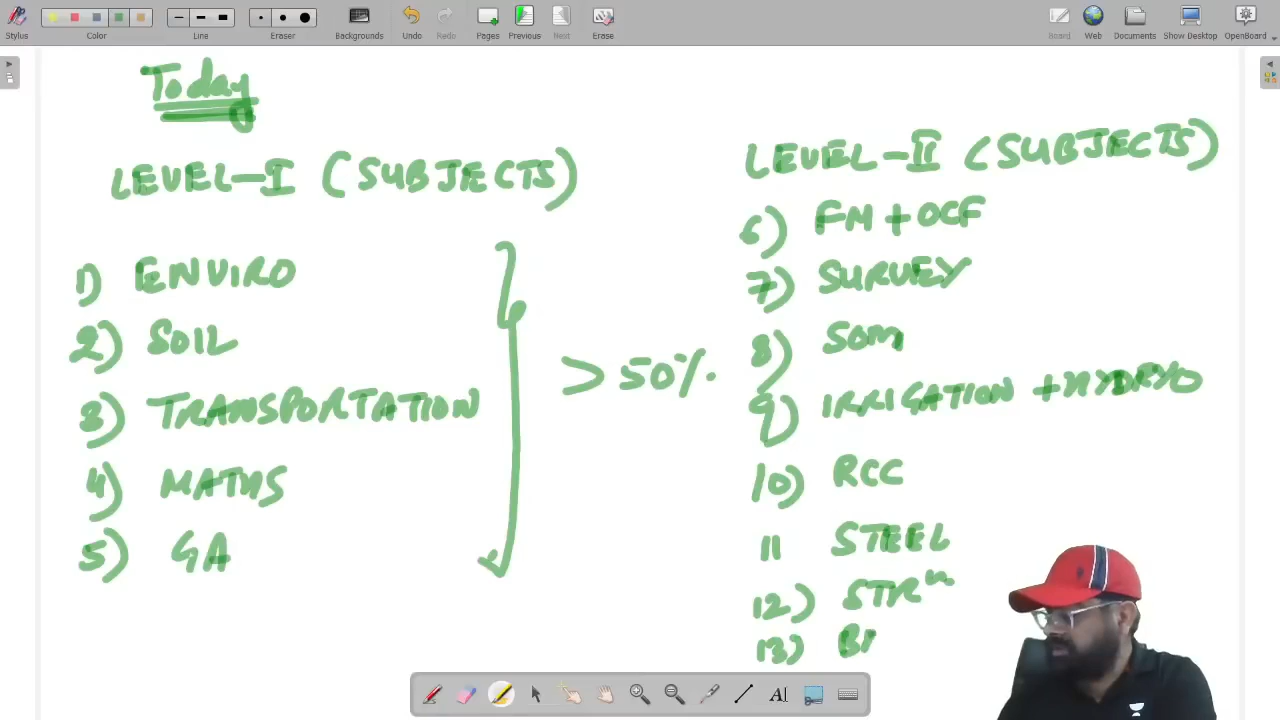 Stylus Color Line Eraser Backgrounds Undo Redo Pages Previous Next Erase Board Web Documents Show Desktop OpenBoard
Today
LEVEL-I (SUBJECTS)
1) ENVIRO
2) SOIL
3) TRANSPORTATION
4) MATHS
5) GA
> 50%.
LEVEL-II (SUBJECTS)
6) FM + OCF
7) SURVEY
8) SOM
9) IRRIGATION + HYDRYO
10) RCC
11 STEEL
12) STRn
13)